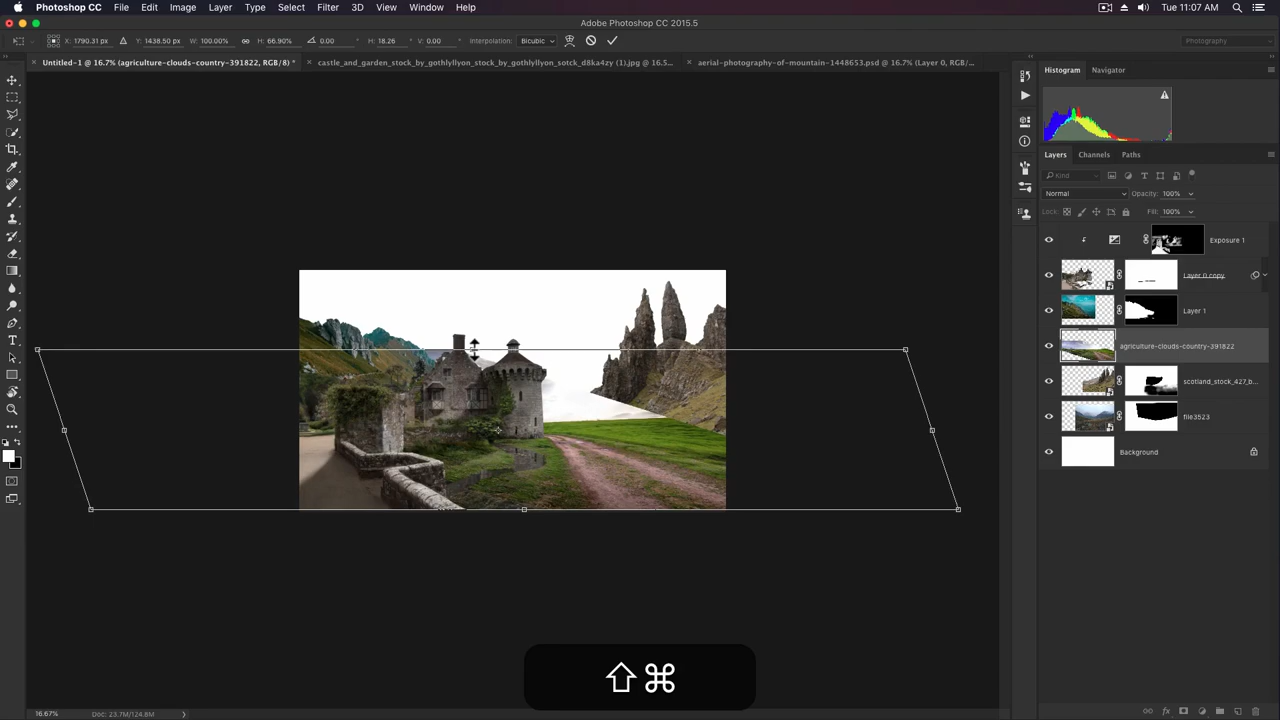 Photoshop CC File Edit Image Layer Type Select Filter 3D View Window Help Tue 11:07 AM
Adobe Photoshop CC 2015.5
X: 1790.31 px Y: 1438.50 px W: 100.00% H: 66.90% 0.00 ° H: 18.26 V: 0.00 ° Interpolation: Bicubic Photography
Untitled-1 @ 16.7% (agriculture-clouds-country-391822, RGB/8) * castle_and_garden_stock_by_gothlyllyon_stock_by_gothlyllyon_sotck_d8ka4zy (1).jpg @ 16.5... aerial-photography-of-mountain-1448653.psd @ 16.7% (Layer 0, RGB/...
Histogram Navigator
Layers Channels Paths
Kind
Normal Opacity: 100%
Lock: Fill: 100%
Exposure 1
Layer 0 copy
Layer 1
agriculture-clouds-country-391822
scotland_stock_427_b...
file3523
Background
⇧⌘
16.67% Doc: 23.7M/124.8M